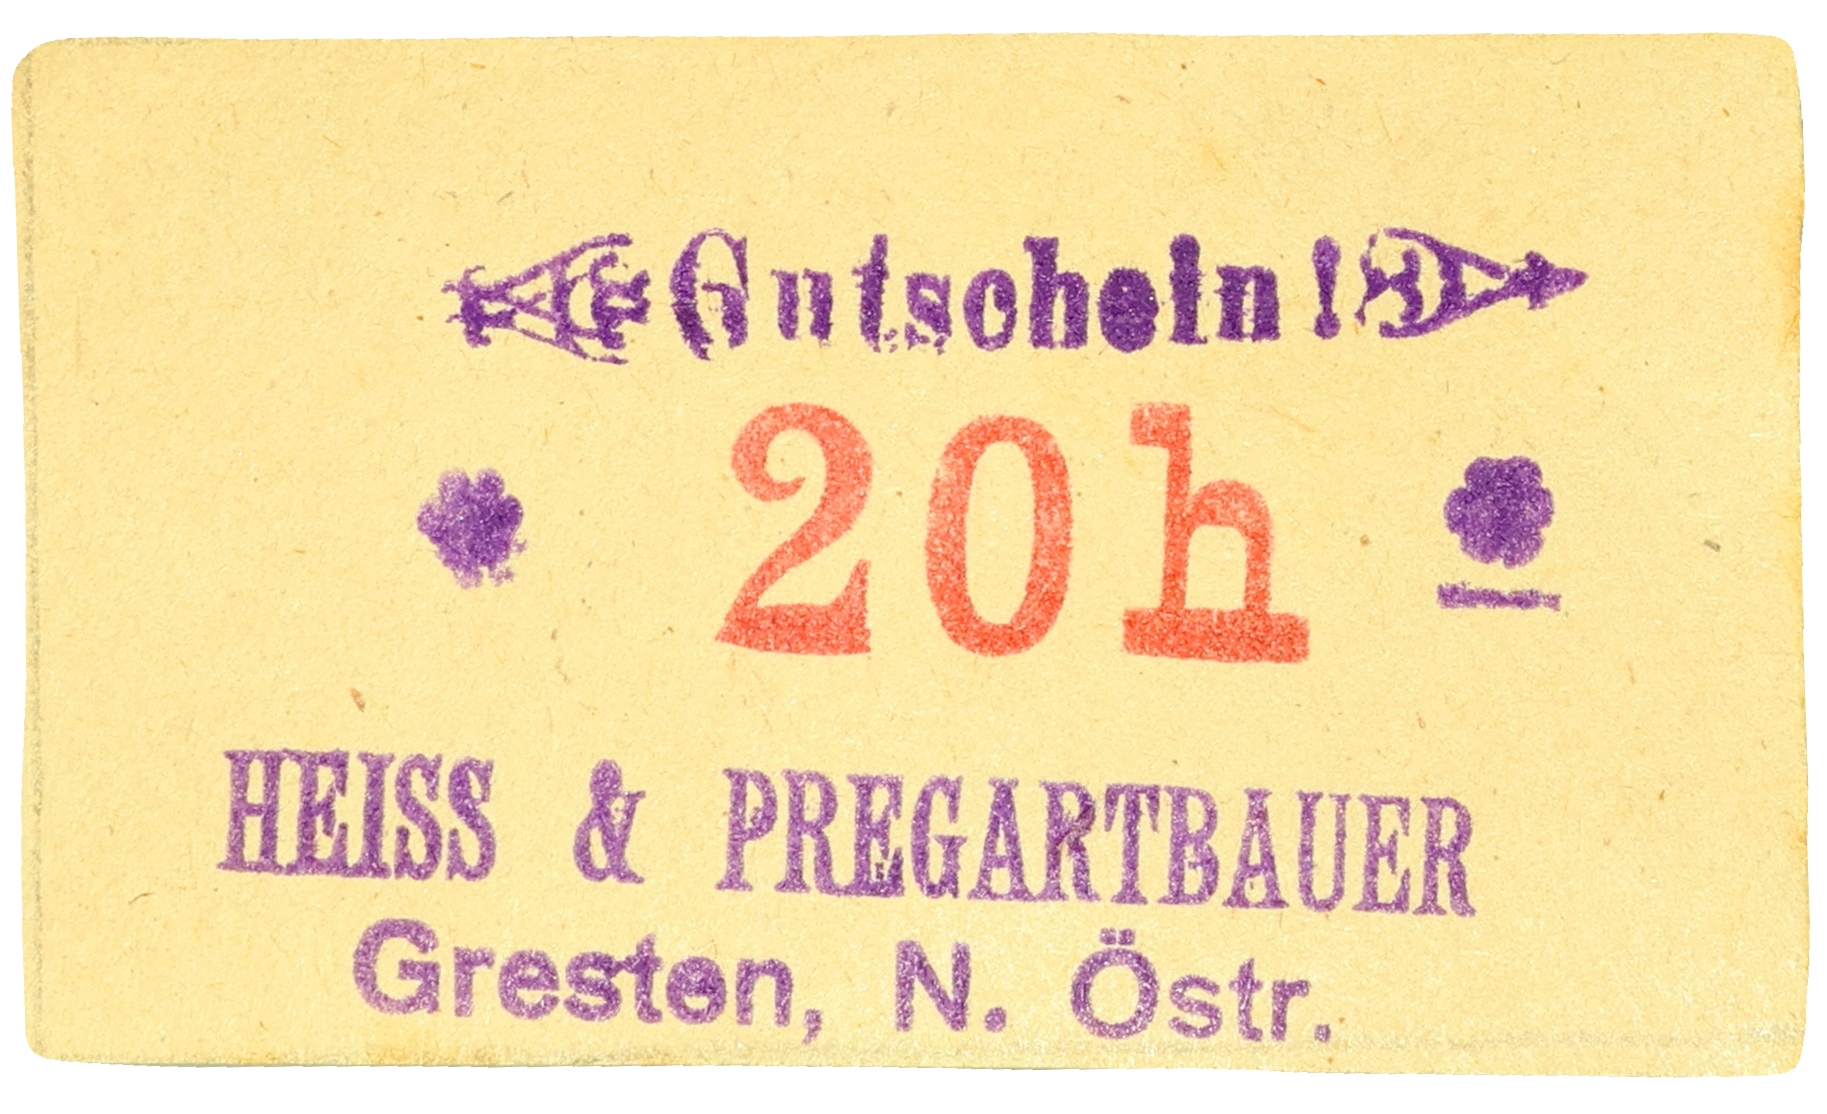 Gutschein!
20h
HEISS & PREGARTBAUER
Gresten, N. Östr.